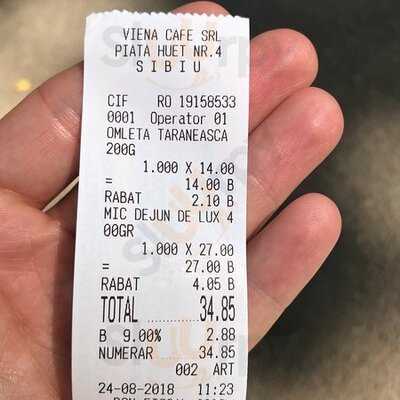 VIENA CAFE SRL
PIATA HUET NR.4
S I B I U
CIF RO 19158533
0001 Operator 01
OMLETA TARANEASCA
200G
1.000 X 14.00
= 14.00 B
RABAT 2.10 B
MIC DEJUN DE LUX 4
00GR
1.000 X 27.00
= 27.00 B
RABAT 4.05 B
TOTAL ........... 34.85
B 9.00% 2.88
NUMERAR 34.85
002 ART
24-08-2018 11:23